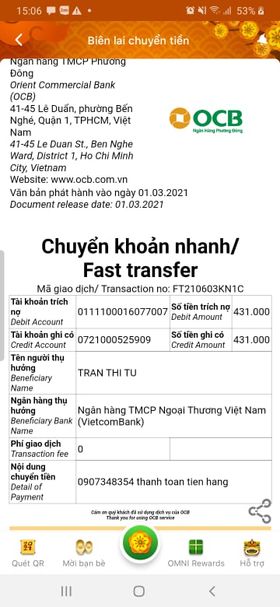 15:06
53%
Biên lai chuyển tiền
Ngân hàng TMCP Phương
Đông
Orient Commercial Bank
(OCB)
41-45 Lê Duẩn, phường Bến
Nghé, Quận 1, TPHCM, Việt
Nam
41-45 Le Duan St., Ben Nghe
Ward, District 1, Ho Chi Minh
City, Vietnam
Website: www.ocb.com.vn
Văn bản phát hành vào ngày 01.03.2021
Document release date: 01.03.2021
OCB
Ngân Hàng Phương Đông
Chuyển khoản nhanh/
Fast transfer
Mã giao dịch/ Transaction no: FT210603KN1C
Tài khoản trích nợ
Debit Account
0111100016077007
Số tiền trích nợ
Debit Amount
431.000
Tài khoản ghi có
Credit Account
0721000525909
Số tiền ghi có
Credit Amount
431.000
Tên người thụ
hưởng
Beneficiary
Name
TRAN THI TU
Ngân hàng thụ
hưởng
Beneficiary Bank
Name
Ngân hàng TMCP Ngoại Thương Việt Nam
(VietcomBank)
Phí giao dịch
Transaction fee
0
Nội dung
chuyển tiền
Detail of
Payment
0907348354 thanh toan tien hang
Cám ơn quý khách đã sử dụng dịch vụ của OCB
Thank you for using OCB service
Quét QR
Mời bạn bè
OMNI Rewards
Hỗ trợ